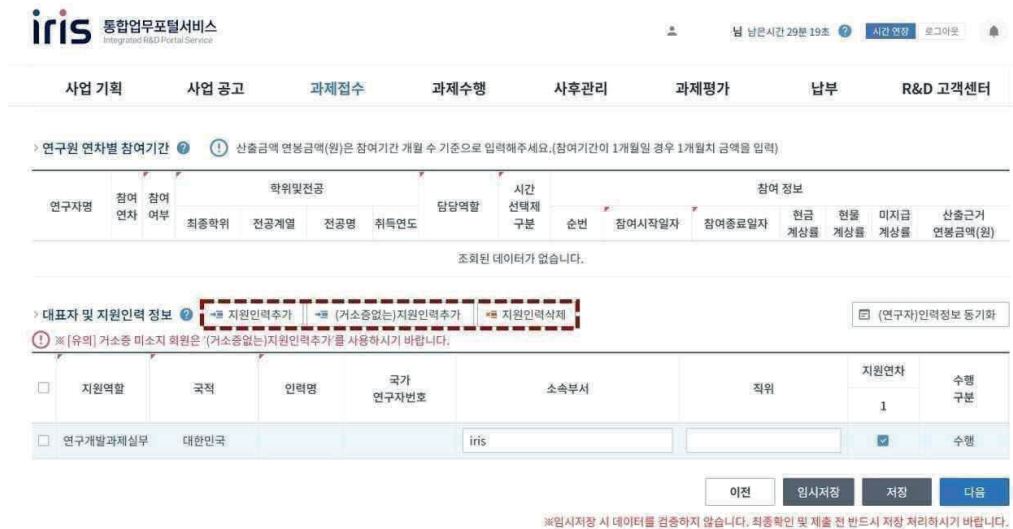 iris 통합업무포털서비스
Integrated R&D Portal Service
님 남은시간 29분 19초 ? 시간 연장 로그아웃
사업 기획 사업 공고 과제접수 과제수행 사후관리 과제평가 납부 R&D 고객센터
> 연구원 연차별 참여기간 ? ! 산출금액 연봉금액(원)은 참여기간 개월 수 기준으로 입력해주세요.(참여기간이 1개월일 경우 1개월치 금액을 입력)
연구자명 참여 연차 참여 여부 학위및전공 담당역할 시간 선택제 구분 참여 정보
최종학위 전공계열 전공명 취득연도 순번 참여시작일자 참여종료일자 현금 계상률 현물 계상률 미지급 계상률 산출근거 연봉금액(원)
조회된 데이터가 없습니다.
> 대표자 및 지원인력 정보 ? 지원인력추가 (거소증없는)지원인력추가 지원인력삭제 (연구자)인력정보 동기화
! ※ [유의] 거소증 미소지 회원은 '(거소증없는)지원인력추가'를 사용하시기 바랍니다.
지원역할 국적 인력명 국가 연구자번호 소속부서 직위 지원연차 수행 구분
1
연구개발과제실무 대한민국 iris 수행
이전 임시저장 저장 다음
※임시저장 시 데이터를 검증하지 않습니다. 최종확인 및 제출 전 반드시 저장 처리하시기 바랍니다.